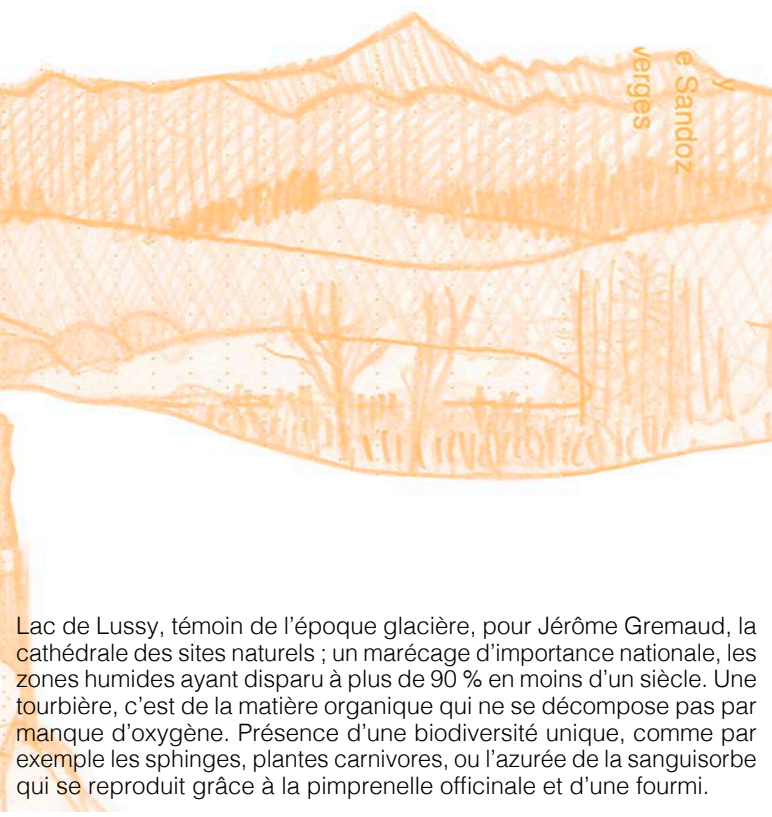 y
e Sandoz
verges
Lac de Lussy, témoin de l’époque glacière, pour Jérôme Gremaud, la
cathédrale des sites naturels ; un marécage d’importance nationale, les
zones humides ayant disparu à plus de 90 % en moins d’un siècle. Une
tourbière, c’est de la matière organique qui ne se décompose pas par
manque d’oxygène. Présence d’une biodiversité unique, comme par
exemple les sphinges, plantes carnivores, ou l’azurée de la sanguisorbe
qui se reproduit grâce à la pimprenelle officinale et d’une fourmi.